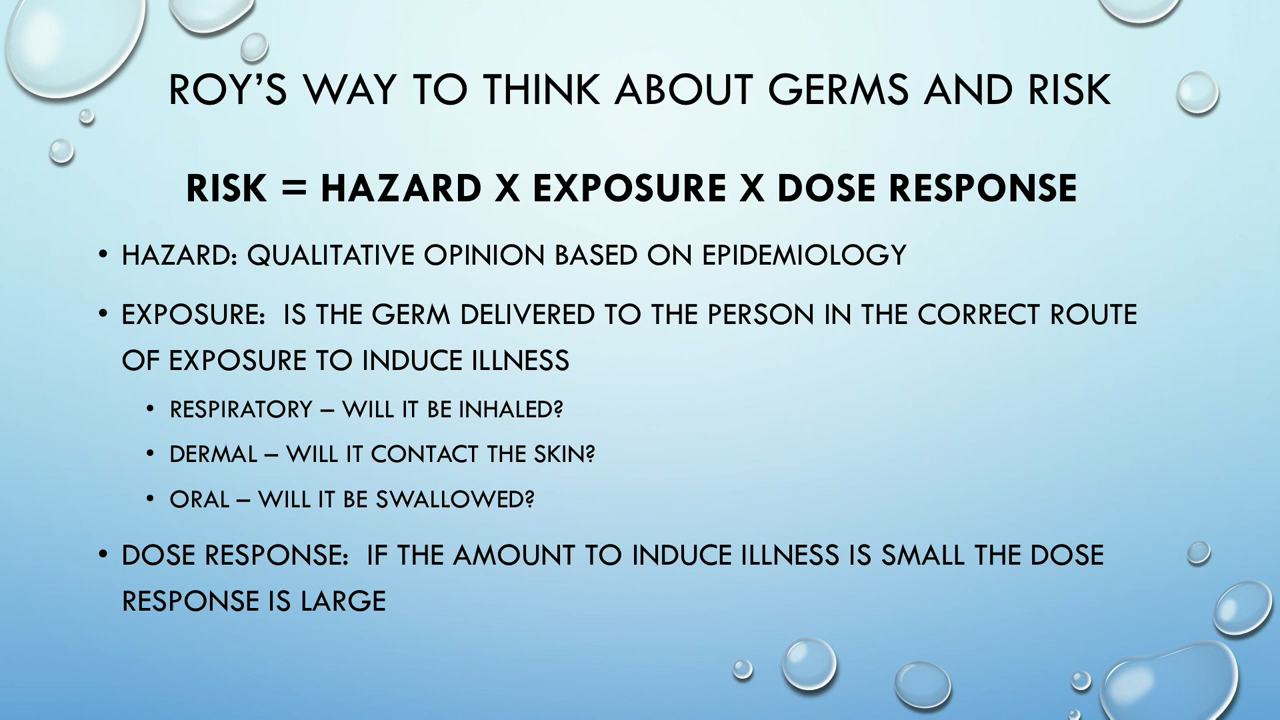 ROY'S WAY TO THINK ABOUT GERMS AND RISK
RISK = HAZARD X EXPOSURE X DOSE RESPONSE
• HAZARD: QUALITATIVE OPINION BASED ON EPIDEMIOLOGY
• EXPOSURE:  IS THE GERM DELIVERED TO THE PERSON IN THE CORRECT ROUTE
OF EXPOSURE TO INDUCE ILLNESS
• RESPIRATORY – WILL IT BE INHALED?
• DERMAL – WILL IT CONTACT THE SKIN?
• ORAL – WILL IT BE SWALLOWED?
• DOSE RESPONSE:  IF THE AMOUNT TO INDUCE ILLNESS IS SMALL THE DOSE
RESPONSE IS LARGE